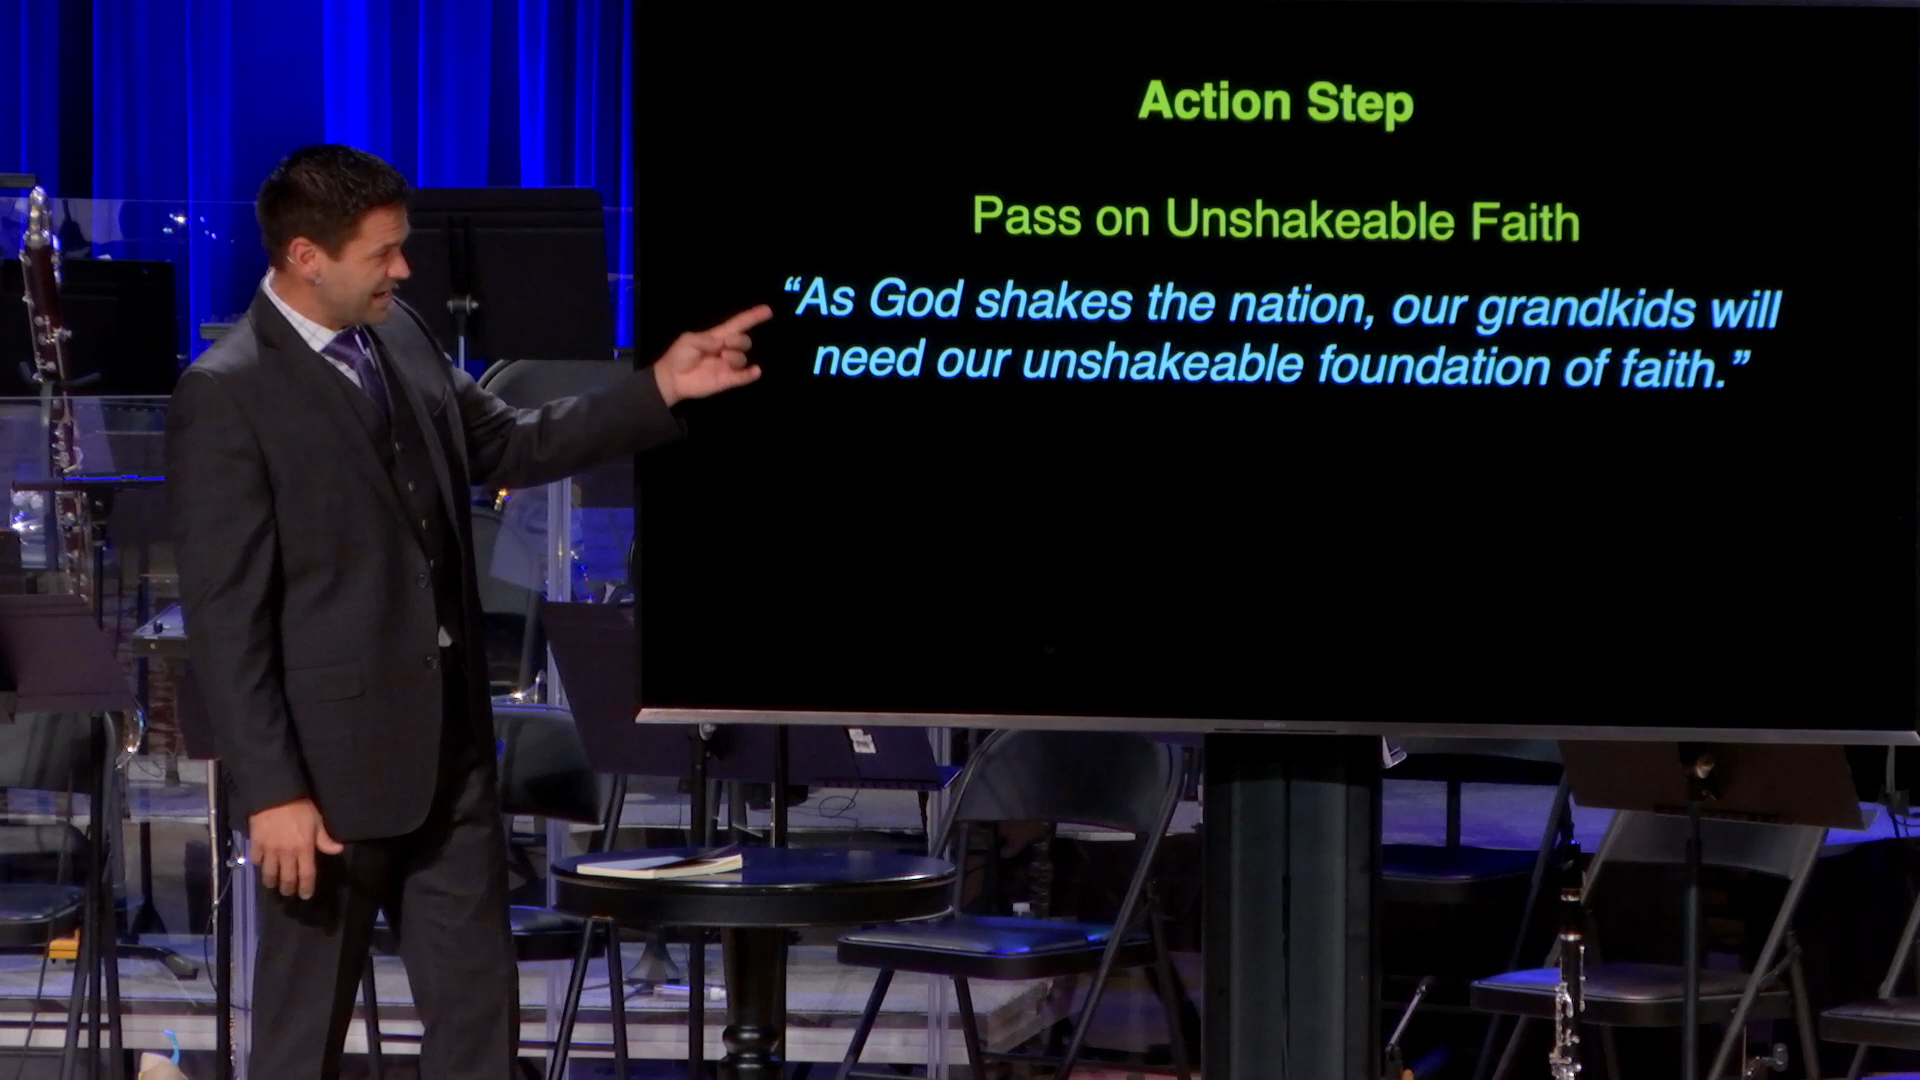 Action Step
Pass on Unshakeable Faith
“As God shakes the nation, our grandkids will
need our unshakeable foundation of faith.”
SONY